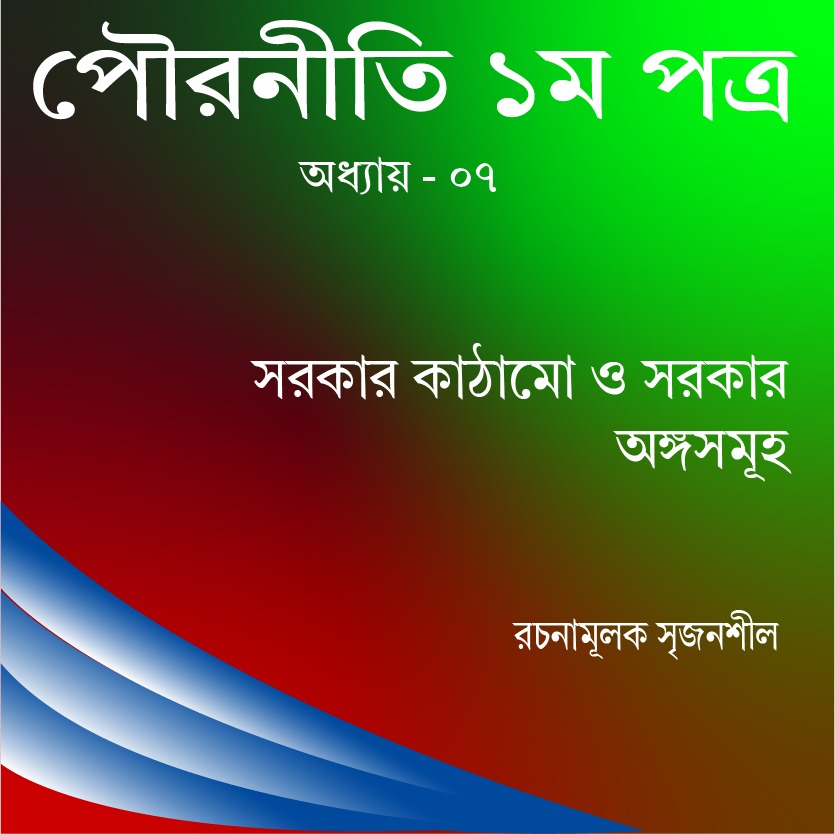 পৌরনীতি ১ম পত্র
অধ্যায় - ০৭
সরকার কাঠামো ও সরকার
অঙ্গসমূহ
রচনামূলক সৃজনশীল